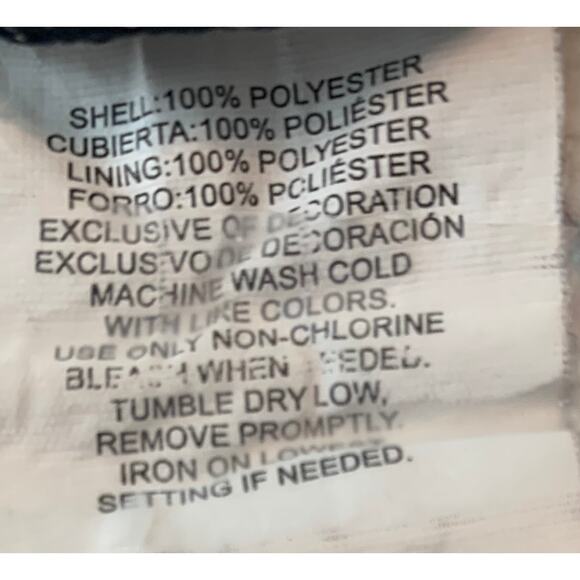 SHELL:100% POLYESTER
CUBIERTA:100% POLIÉSTER
LINING:100% POLYESTER
FORRO:100% POLIÉSTER
EXCLUSIVE OF DECORATION
EXCLUSIVO DE DECORACIÓN
MACHINE WASH COLD
WITH LIKE COLORS.
USE ONLY NON-CHLORINE
BLEACH WHEN NEEDED.
TUMBLE DRY LOW,
REMOVE PROMPTLY.
IRON ON LOWEST
SETTING IF NEEDED.